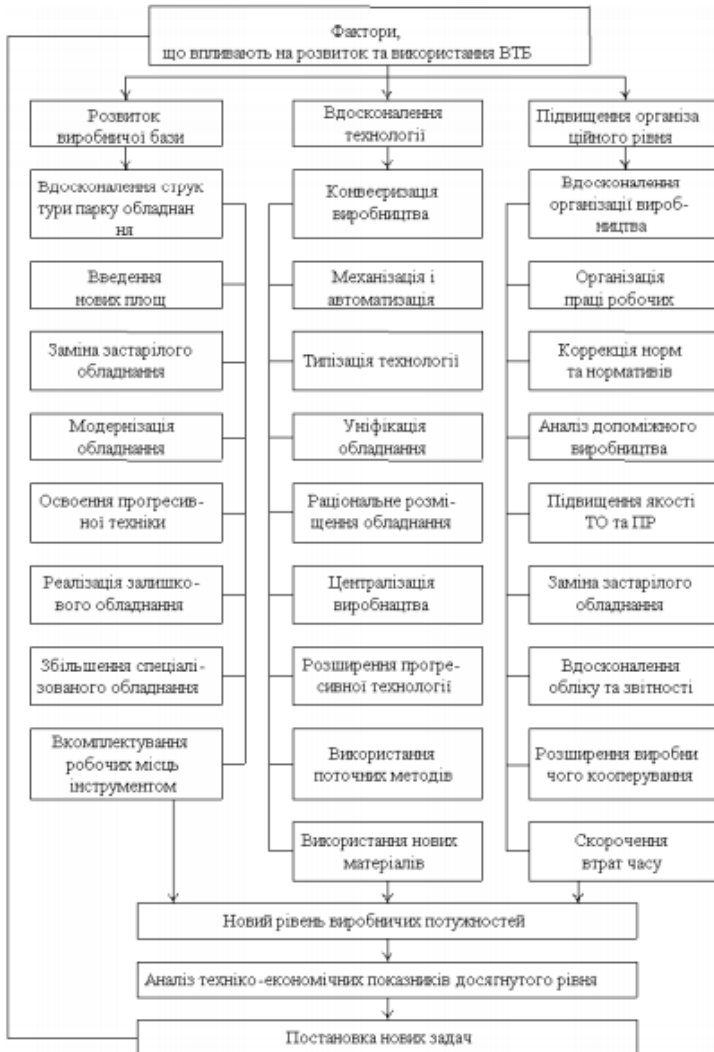 Фактори,
що впливають на розвиток та використання ВТБ
Розвиток
виробничої бази
Вдосконалення
технології
Підвищення організа
ційного рівня
Вдосконалення струк
тури парку обладнан
ня
Конвеєризація
виробництва
Вдосконалення
організації вироб-
ництва
Введення
нових площ
Механізація і
автоматизація
Організація
праці робочих
Заміна застарілого
обладнання
Типізація технології
Коррекція норм
та нормативів
Модернізація
обладнання
Уніфікація
обладнання
Аналіз допоміжного
виробництва
Освоення прогресив-
ної техніки
Раціональне розмі-
щення обладнання
Підвищення якості
ТО та ПР
Реалізація залишко-
вого обладнання
Централізація
виробнацтва
Заміна застарілого
обладнання
Збільшення спеціалі-
зованого обладнання
Розширення прогре-
сивної технології
Вдосконалення
обліку та звітності
Вкомплектування
робочих місць
інструментом
Використання
поточних методів
Розширення виробни
чого кооперування
Використання нових
матеріалів
Скорочення
втрат часу
Новий рівень виробничих потужностей
Аналіз техніко-економічних показників досягнутого рівня
Постановка нових задач